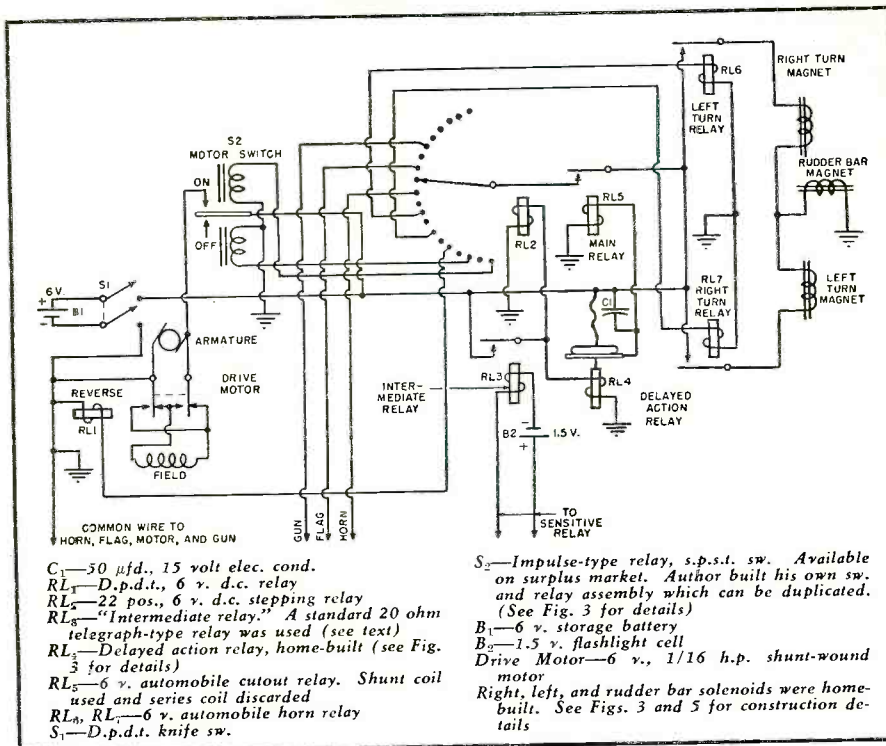 RIGHT TURN
MAGNET
RL6
LEFT
TURN
RELAY
S2
MOTOR SWITCH
ON
OFF
RUDDER BAR
MAGNET
RL2
RL5
MAIN
RELAY
RL7
RIGHT
TURN
RELAY
LEFT TURN
MAGNET
6 V.
+
-
B1
S1
C1
ARMATURE
DRIVE
MOTOR
REVERSE
RL1
FIELD
INTER-
MEDIATE
RELAY
RL3
RL4
DELAYED
ACTION
RELAY
B2
-
+
1.5 V.
TO
SENSITIVE
RELAY
COMMON WIRE TO
HORN, FLAG, MOTOR, AND GUN
GUN
FLAG
HORN
C₁—50 μfd., 15 volt elec. cond.
RL₁—D.p.d.t., 6 v. d.c. relay
RL₂—22 pos., 6 v. d.c. stepping relay
RL₃—"Intermediate relay." A standard 20 ohm
telegraph-type relay was used (see text)
RL₄—Delayed action relay, home-built (see Fig.
3 for details)
RL₅—6 v. automobile cutout relay. Shunt coil
used and series coil discarded
RL₆, RL₇—6 v. automobile horn relay
S₁—D.p.d.t. knife sw.
S₂—Impulse-type relay, s.p.s.t. sw. Available
on surplus market. Author built his own sw.
and relay assembly which can be duplicated.
(See Fig. 3 for details)
B₁—6 v. storage battery
B₂—1.5 v. flashlight cell
Drive Motor—6 v., 1/16 h.p. shunt-wound
motor
Right, left, and rudder bar solenoids were home-
built. See Figs. 3 and 5 for construction de-
tails